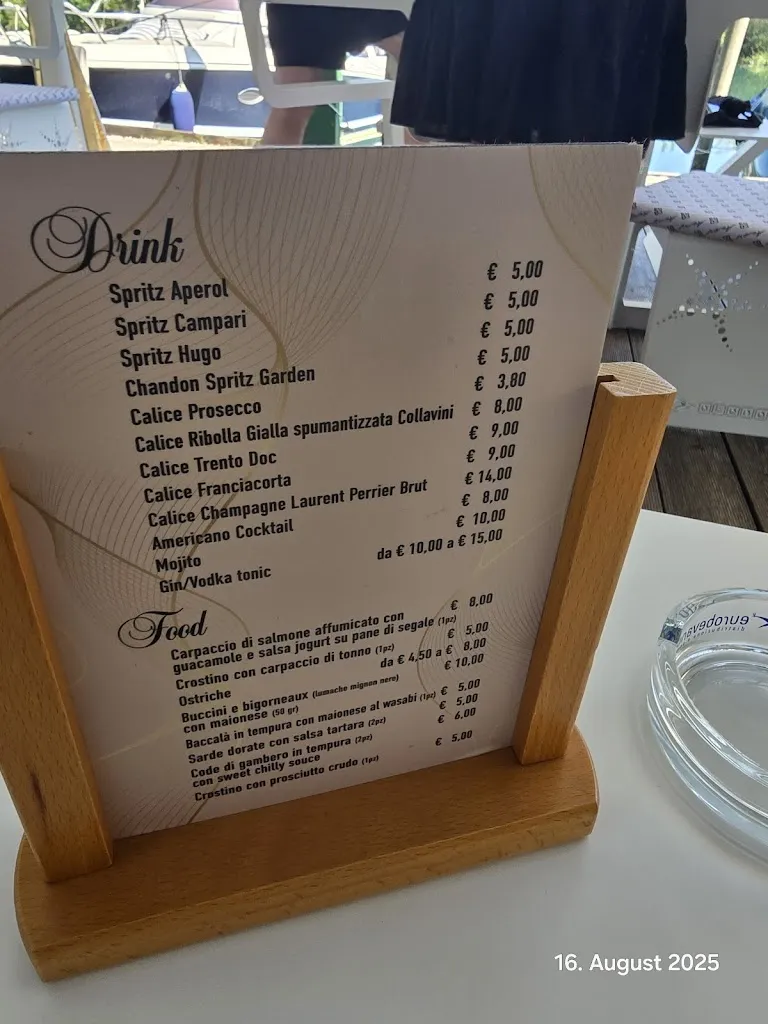 Drink
Spritz Aperol € 5,00
Spritz Campari € 5,00
Spritz Hugo € 5,00
Chandon Spritz Garden € 5,00
Calice Prosecco € 3,80
Calice Ribolla Gialla spumantizzata Collavini € 8,00
Calice Trento Doc € 9,00
Calice Franciacorta € 9,00
Calice Champagne Laurent Perrier Brut € 14,00
Americano Cocktail € 8,00
Mojito € 10,00
Gin/Vodka tonic da € 10,00 a € 15,00
Food
Carpaccio di salmone affumicato con
guacamole e salsa jogurt su pane di segale (1pz) € 8,00
Crostino con carpaccio di tonno (1pz) € 5,00
Ostriche da € 4,50 a € 8,00
Buccini e bigorneaux (lumache mignon nere)
con maionese (50 gr) € 10,00
Baccalà in tempura con maionese al wasabi (1pz) € 5,00
Sarde dorate con salsa tartara (2pz) € 5,00
Code di gambero in tempura (2pz)
con sweet chilly souce € 6,00
Crostino con prosciutto crudo (1pz) € 5,00
europevas
16. August 2025